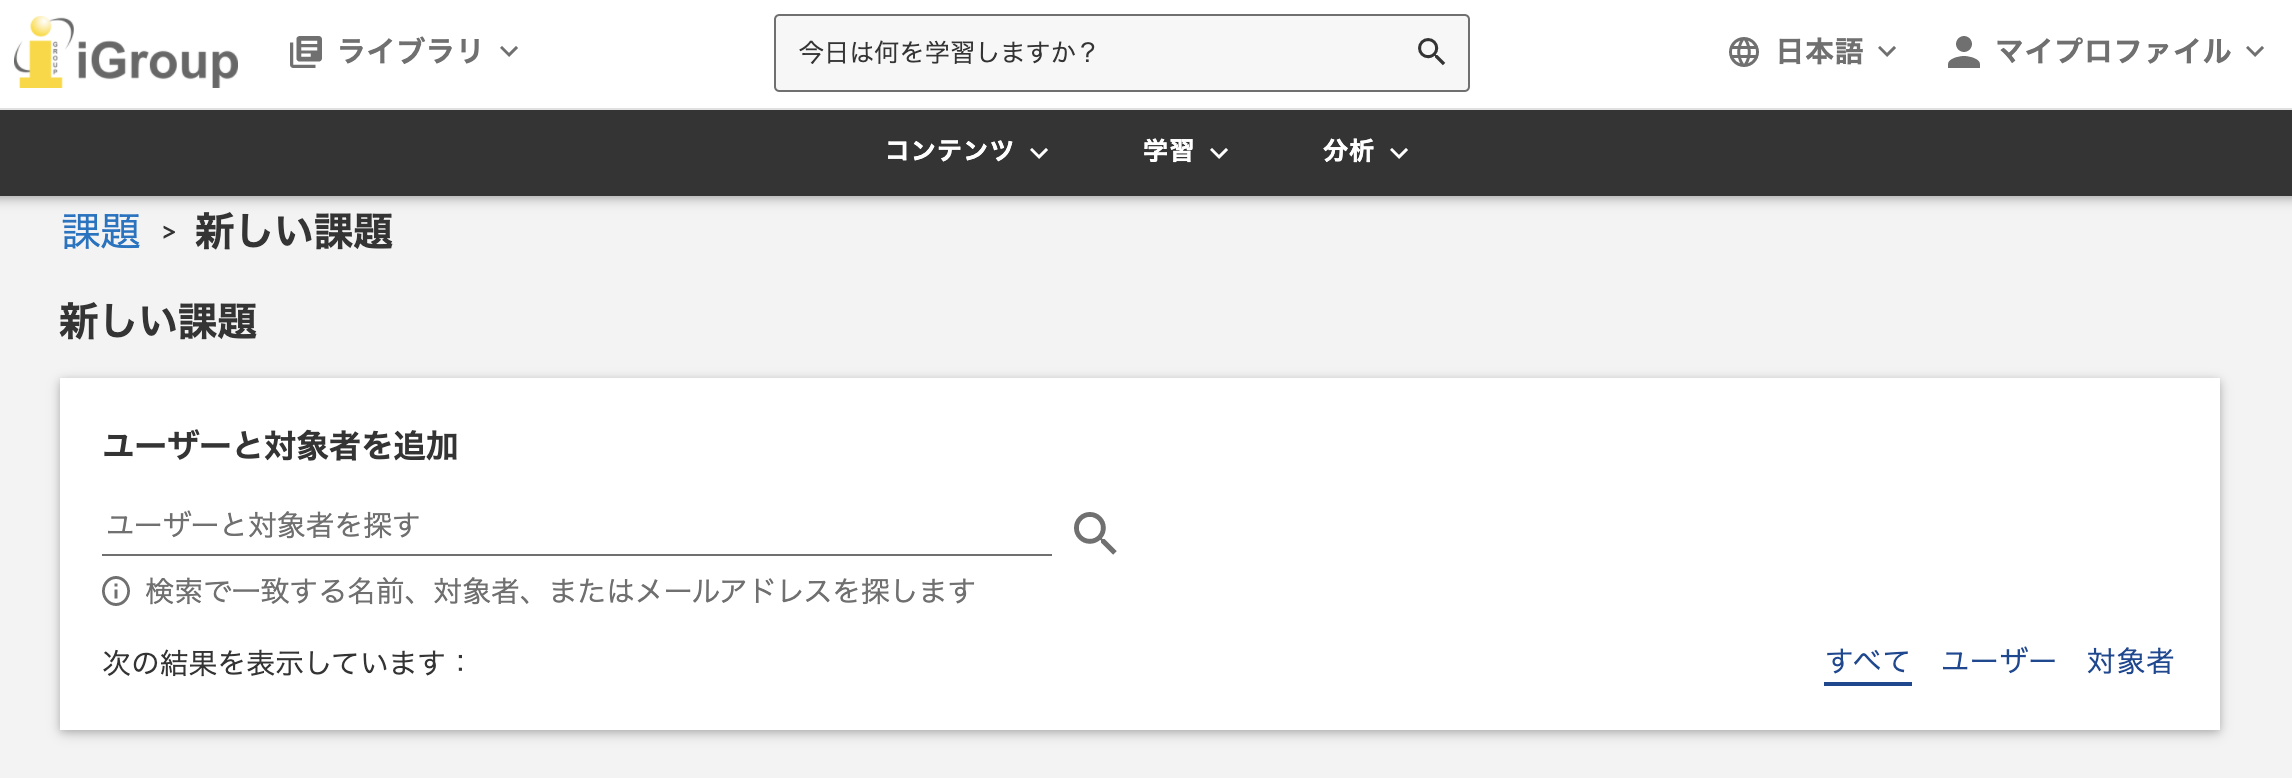 iGroup
ライブラリ
今日は何を学習しますか？
日本語
マイプロファイル
コンテンツ
学習
分析
課題 > 新しい課題
新しい課題
ユーザーと対象者を追加
ユーザーと対象者を探す
検索で一致する名前、対象者、またはメールアドレスを探します
次の結果を表示しています：
すべて
ユーザー
対象者